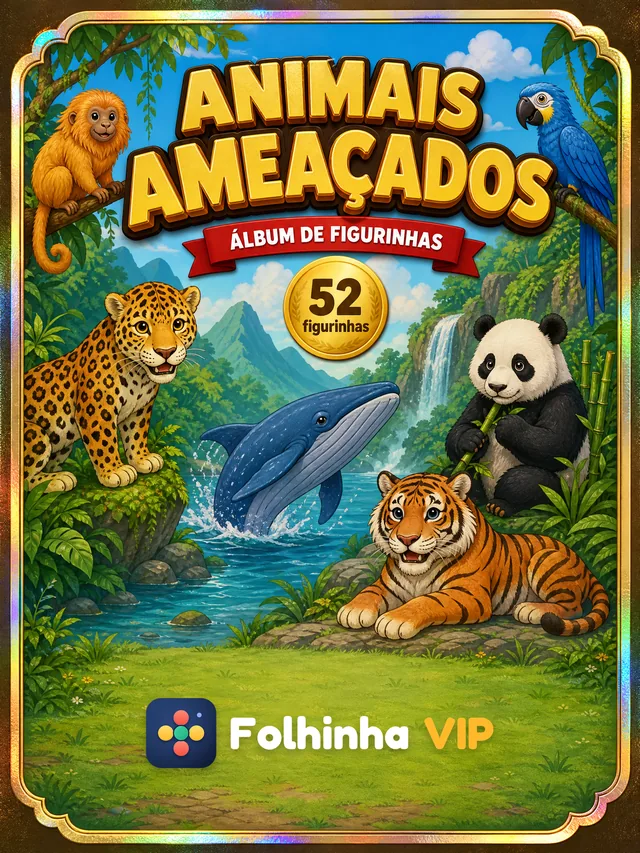 ANIMAIS
AMEAÇADOS
ÁLBUM DE FIGURINHAS
52
figurinhas
Folhinha VIP